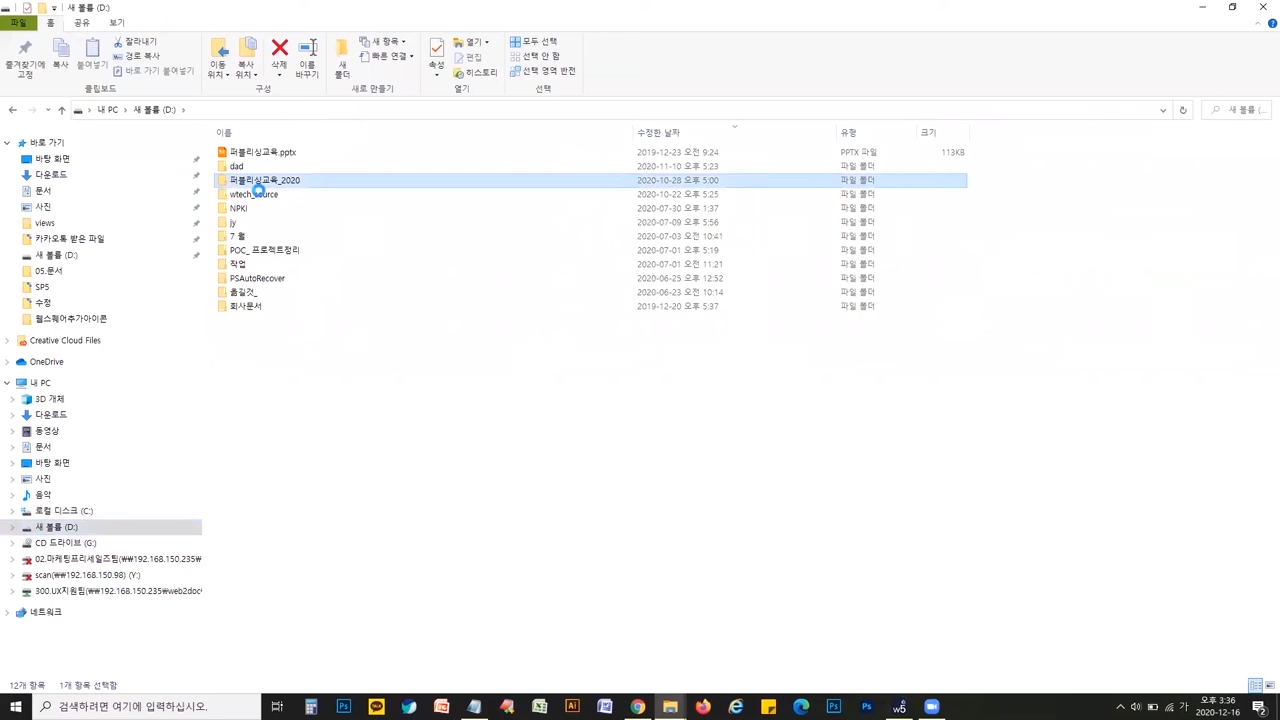 새 볼륨 (D:)
파일 홈 공유 보기
즐겨찾기에 고정
복사
붙여넣기
잘라내기
경로 복사
바로 가기 붙여넣기
클립보드
이동 위치
복사 위치
삭제
이름 바꾸기
구성
새 폴더
새 항목
빠른 연결
새로 만들기
속성
열기
편집
히스토리
열기
모두 선택
선택 안 함
선택 영역 반전
선택
내 PC 새 볼륨 (D:)
새 볼륨 (...
이름 수정한 날짜 유형 크기
퍼블리싱교육.pptx 2019-12-23 오전 9:24 PPTX 파일 113KB
dad 2020-11-10 오후 5:23 파일 폴더
퍼블리싱교육_2020 2020-10-28 오후 5:00 파일 폴더
2020-10-22 오후 5:25 파일 폴더
NPKI 2020-07-30 오후 1:37 파일 폴더
jy 2020-07-09 오후 5:56 파일 폴더
7 월 2020-07-03 오전 10:41 파일 폴더
POC_ 프로젝트정리 2020-07-01 오후 5:19 파일 폴더
작업 2020-07-01 오전 11:21 파일 폴더
PSAutoRecover 2020-06-25 오후 12:52 파일 폴더
옮길것_ 2020-06-23 오전 10:14 파일 폴더
회사문서 2019-12-20 오후 5:37 파일 폴더
바로 가기
바탕 화면
다운로드
문서
사진
views
카카오톡 받은 파일
새 볼륨 (D:)
05.문서
SP5
수정
웹스퀘어추가아이콘
Creative Cloud Files
OneDrive
내 PC
3D 개체
다운로드
동영상
문서
바탕 화면
사진
음악
로컬 디스크 (C:)
새 볼륨 (D:)
CD 드라이브 (G:)
02.마케팅프리세일즈팀(₩₩192.168.150.235₩
scan(₩₩192.168.150.98) (Y:)
300.UX지원팀(₩₩192.168.150.235₩web2doc
네트워크
12개 항목 1개 항목 선택함
검색하려면 여기에 입력하십시오.
오후 3:36
2020-12-16